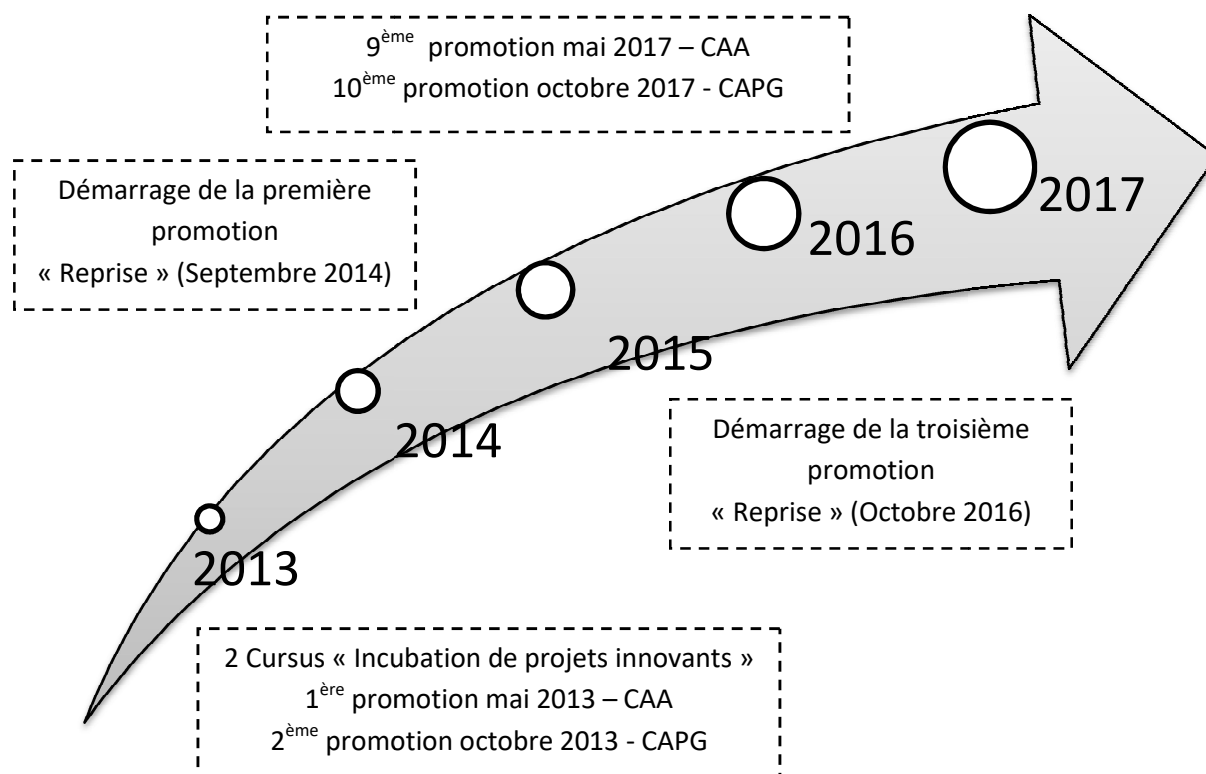 9ème promotion mai 2017 – CAA
10ème promotion octobre 2017 - CAPG
Démarrage de la première
promotion
« Reprise » (Septembre 2014)
2017
2016
2015
2014
2013
Démarrage de la troisième
promotion
« Reprise » (Octobre 2016)
2 Cursus « Incubation de projets innovants »
1ère promotion mai 2013 – CAA
2ème promotion octobre 2013 - CAPG